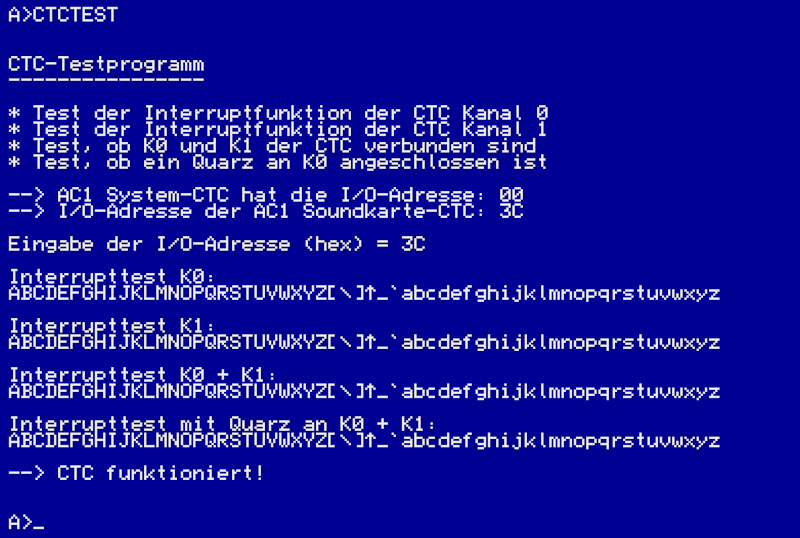 A>CTCTEST
CTC-Testprogramm
----------------
* Test der Interruptfunktion der CTC Kanal 0
* Test der Interruptfunktion der CTC Kanal 1
* Test, ob K0 und K1 der CTC verbunden sind
* Test, ob ein Quarz an K0 angeschlossen ist
--> AC1 System-CTC hat die I/O-Adresse: 00
--> I/O-Adresse der AC1 Soundkarte-CTC: 3C
Eingabe der I/O-Adresse (hex) = 3C
Interrupttest K0:
ABCDEFGHIJKLMNOPQRSTUVWXYZ[\]↑_`abcdefghijklmnopqrstuvwxyz
Interrupttest K1:
ABCDEFGHIJKLMNOPQRSTUVWXYZ[\]↑_`abcdefghijklmnopqrstuvwxyz
Interrupttest K0 + K1:
ABCDEFGHIJKLMNOPQRSTUVWXYZ[\]↑_`abcdefghijklmnopqrstuvwxyz
Interrupttest mit Quarz an K0 + K1:
ABCDEFGHIJKLMNOPQRSTUVWXYZ[\]↑_`abcdefghijklmnopqrstuvwxyz
--> CTC funktioniert!
A>_